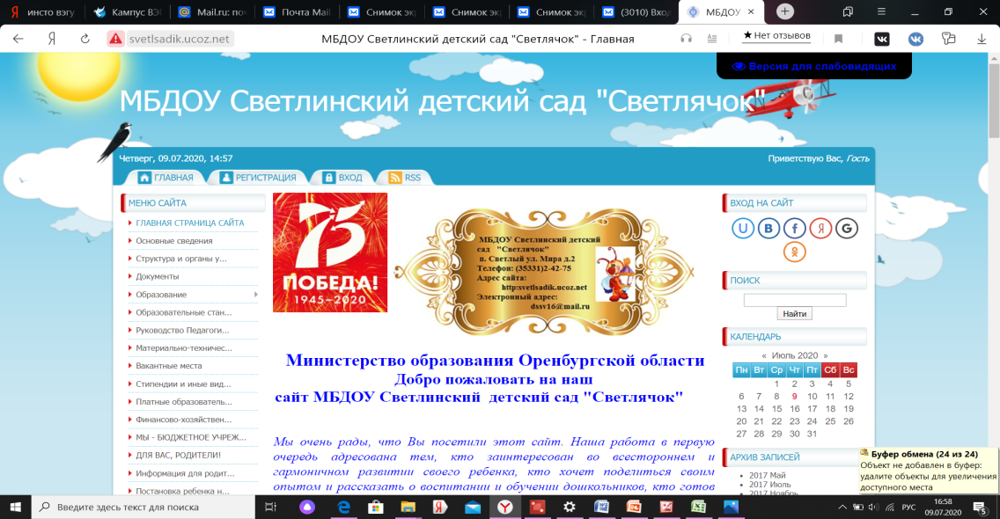 инсто вэгу
Кампус ВЭ
Mail.ru: по
Почта Mail
Снимок эк
Снимок эк
Снимок эк
(3010) Вхо
МБДОУ
svetlsadik.ucoz.net
МБДОУ Светлинский детский сад "Светлячок" - Главная
★ Нет отзывов
Версия для слабовидящих
МБДОУ Светлинский детский сад "Светлячок"
Четверг, 09.07.2020, 14:57
Приветствую Вас, Гость
ГЛАВНАЯ
РЕГИСТРАЦИЯ
ВХОД
RSS
МЕНЮ САЙТА
ГЛАВНАЯ СТРАНИЦА САЙТА
Основные сведения
Структура и органы у...
Документы
Образование
Образовательные стан...
Руководство Педагоги...
Материально-техничес...
Вакантные места
Стипендии и иные вид...
Платные образователь...
Финансово-хозяйствен...
МЫ - БЮДЖЕТНОЕ УЧРЕЖ...
ДЛЯ ВАС, РОДИТЕЛИ!
Информация для родит...
Постановка ребенка н...
75
ПОБЕДА!
1945–2020
МБДОУ Светлинский детский
сад "Светлячок"
п. Светлый ул. Мира д.2
Телефон: (35331)2-42-75
Адрес сайта:
http:svetlsadik.ucoz.net
Электронный адрес:
dssv16@mail.ru
Министерство образования Оренбургской области
Добро пожаловать на наш
сайт МБДОУ Светлинский детский сад "Светлячок"
Мы очень рады, что Вы посетили этот сайт. Наша работа в первую
очередь адресована тем, кто заинтересован во всестороннем и
гармоничном развитии своего ребенка, кто хочет поделиться своим
опытом и рассказать о воспитании и обучении дошкольников, кто готов
ВХОД НА САЙТ
ПОИСК
Найти
КАЛЕНДАРЬ
« Июль 2020 »
Пн Вт Ср Чт Пт Сб Вс
1 2 3 4 5
6 7 8 9 10 11 12
13 14 15 16 17 18 19
20 21 22 23 24 25 26
27 28 29 30 31
АРХИВ ЗАПИСЕЙ
2017 Май
2017 Июль
2017 Ноябрь
Буфер обмена (24 из 24)
Объект не добавлен в буфер:
удалите объекты для увеличения
доступного места
Введите здесь текст для поиска
РУС
16:58
09.07.2020
5